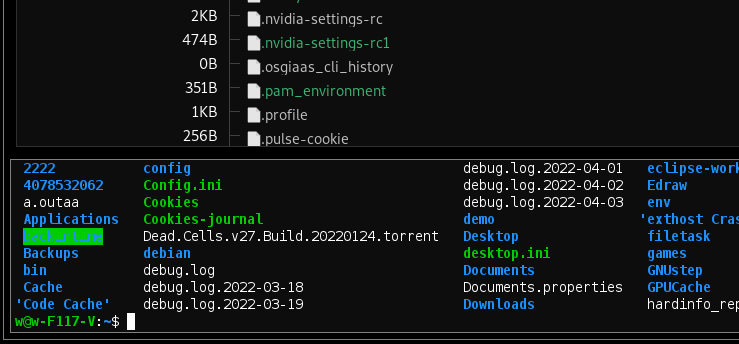 2KB .nvidia-settings-rc
474B .nvidia-settings-rc1
0B .osgiaas_cli_history
351B .pam_environment
1KB .profile
256B .pulse-cookie
2222 config debug.log.2022-04-01 eclipse-work
4078532062 Config.ini debug.log.2022-04-02 Edraw
a.outaa Cookies debug.log.2022-04-03 env
Applications Cookies-journal demo 'exthost Cras
backintime Dead.Cells.v27.Build.20220124.torrent Desktop filetask
Backups debian desktop.ini games
bin debug.log Documents GNUstep
Cache debug.log.2022-03-18 Documents.properties GPUCache
'Code Cache' debug.log.2022-03-19 Downloads hardinfo_rep
w@w-F117-V:~$